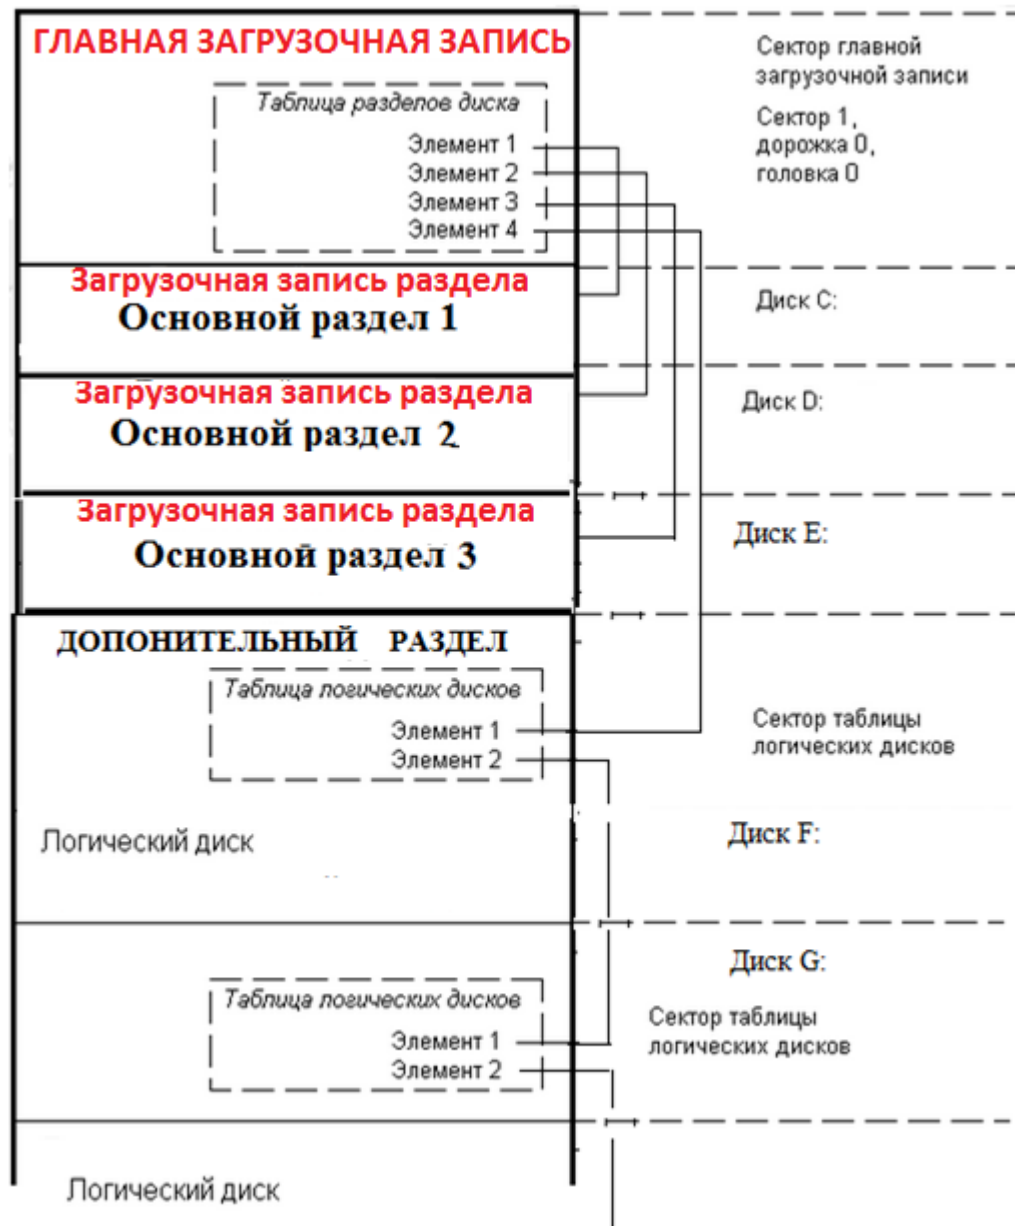 ГЛАВНАЯ ЗАГРУЗОЧНАЯ ЗАПИСЬ
Таблица разделов диска
Элемент 1
Элемент 2
Элемент 3
Элемент 4
Сектор главной
загрузочной записи
Сектор 1,
дорожка 0,
головка 0
Загрузочная запись раздела
Основной раздел 1
Диск C:
Загрузочная запись раздела
Основной раздел 2
Диск D:
Загрузочная запись раздела
Основной раздел 3
Диск E:
ДОПОНИТЕЛЬНЫЙ РАЗДЕЛ
Таблица логических дисков
Элемент 1
Элемент 2
Сектор таблицы
логических дисков
Логический диск
Диск F:
Диск G:
Таблица логических дисков
Элемент 1
Элемент 2
Сектор таблицы
логических дисков
Логический диск